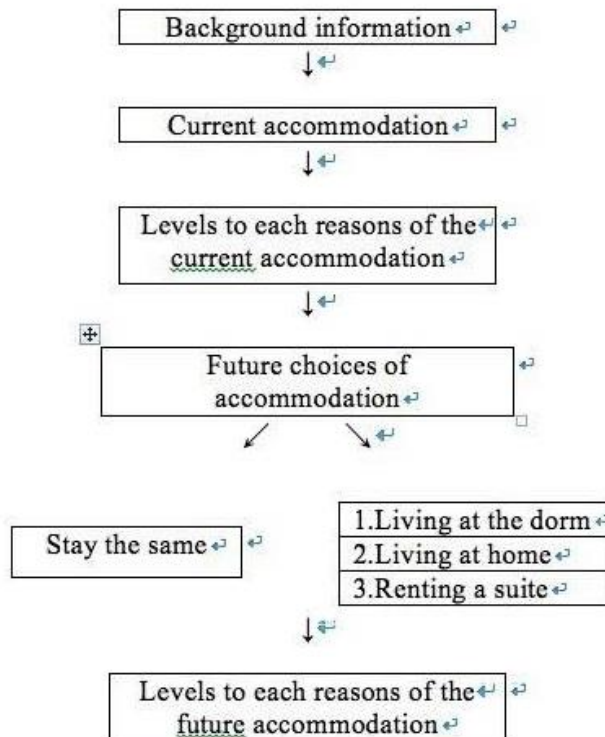 Background information
Current accommodation
Levels to each reasons of the
current accommodation
Future choices of
accommodation
Stay the same
1.Living at the dorm
2.Living at home
3.Renting a suite
Levels to each reasons of the
future accommodation